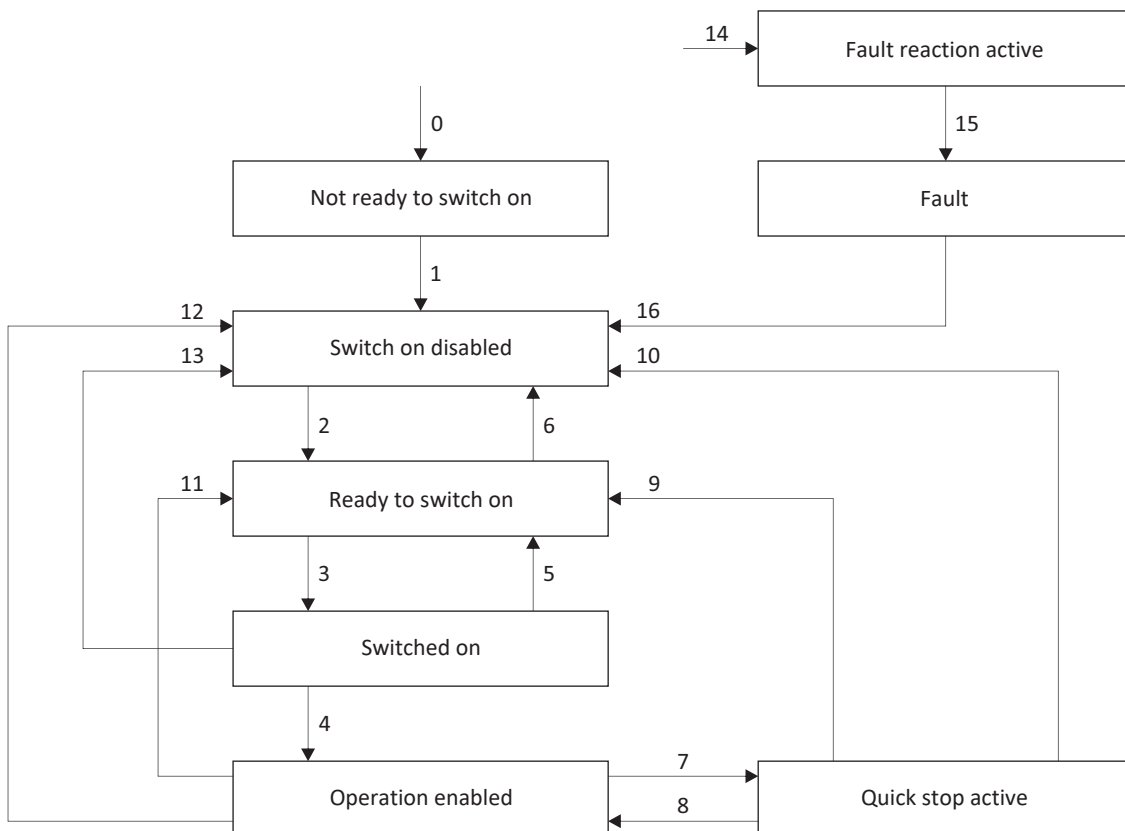 14
Fault reaction active
0
15
Not ready to switch on
Fault
1
12
16
Switch on disabled
13
10
2
6
11
Ready to switch on
9
3
5
Switched on
4
7
Operation enabled
Quick stop active
8